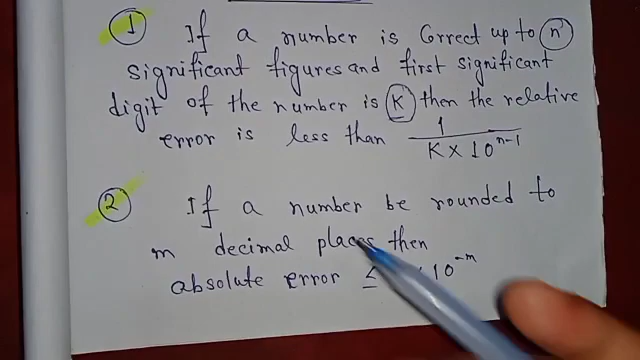 1 If a number is Correct up to n
significant figures and first significant
digit of the number is K then the relative
error is less than 1 / K × 10^(n-1)
2 If a number be rounded to
m decimal places then
absolute error ≤ × 10^-m